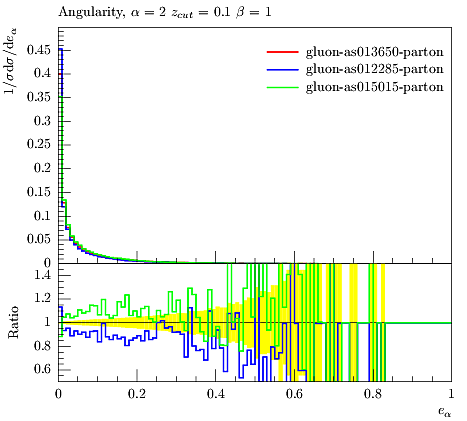 Angularity, α = 2 z_cut = 0.1 β = 1
1/σ dσ/de_α
0.45
0.4
0.35
0.3
0.25
0.2
0.15
0.1
0.05
0
gluon-as013650-parton
gluon-as012285-parton
gluon-as015015-parton
Ratio
1.4
1.2
1
0.8
0.6
0 0.2 0.4 0.6 0.8 1
e_α